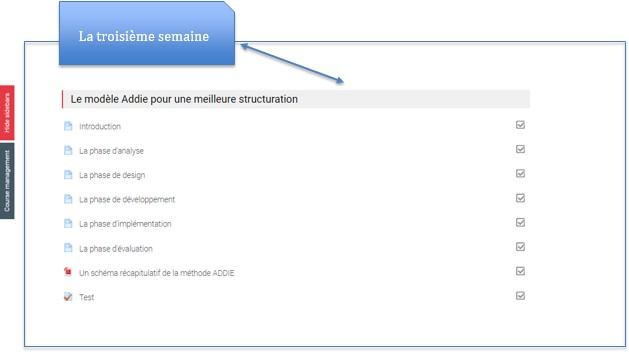 La troisième semaine
Le modèle Addie pour une meilleure structuration
Introduction
La phase d'analyse
La phase de design
La phase de développement
La phase d'implémentation
La phase d'évaluation
Un schéma récapitulatif de la méthode ADDIE
Test
Hide sidebars
Course management